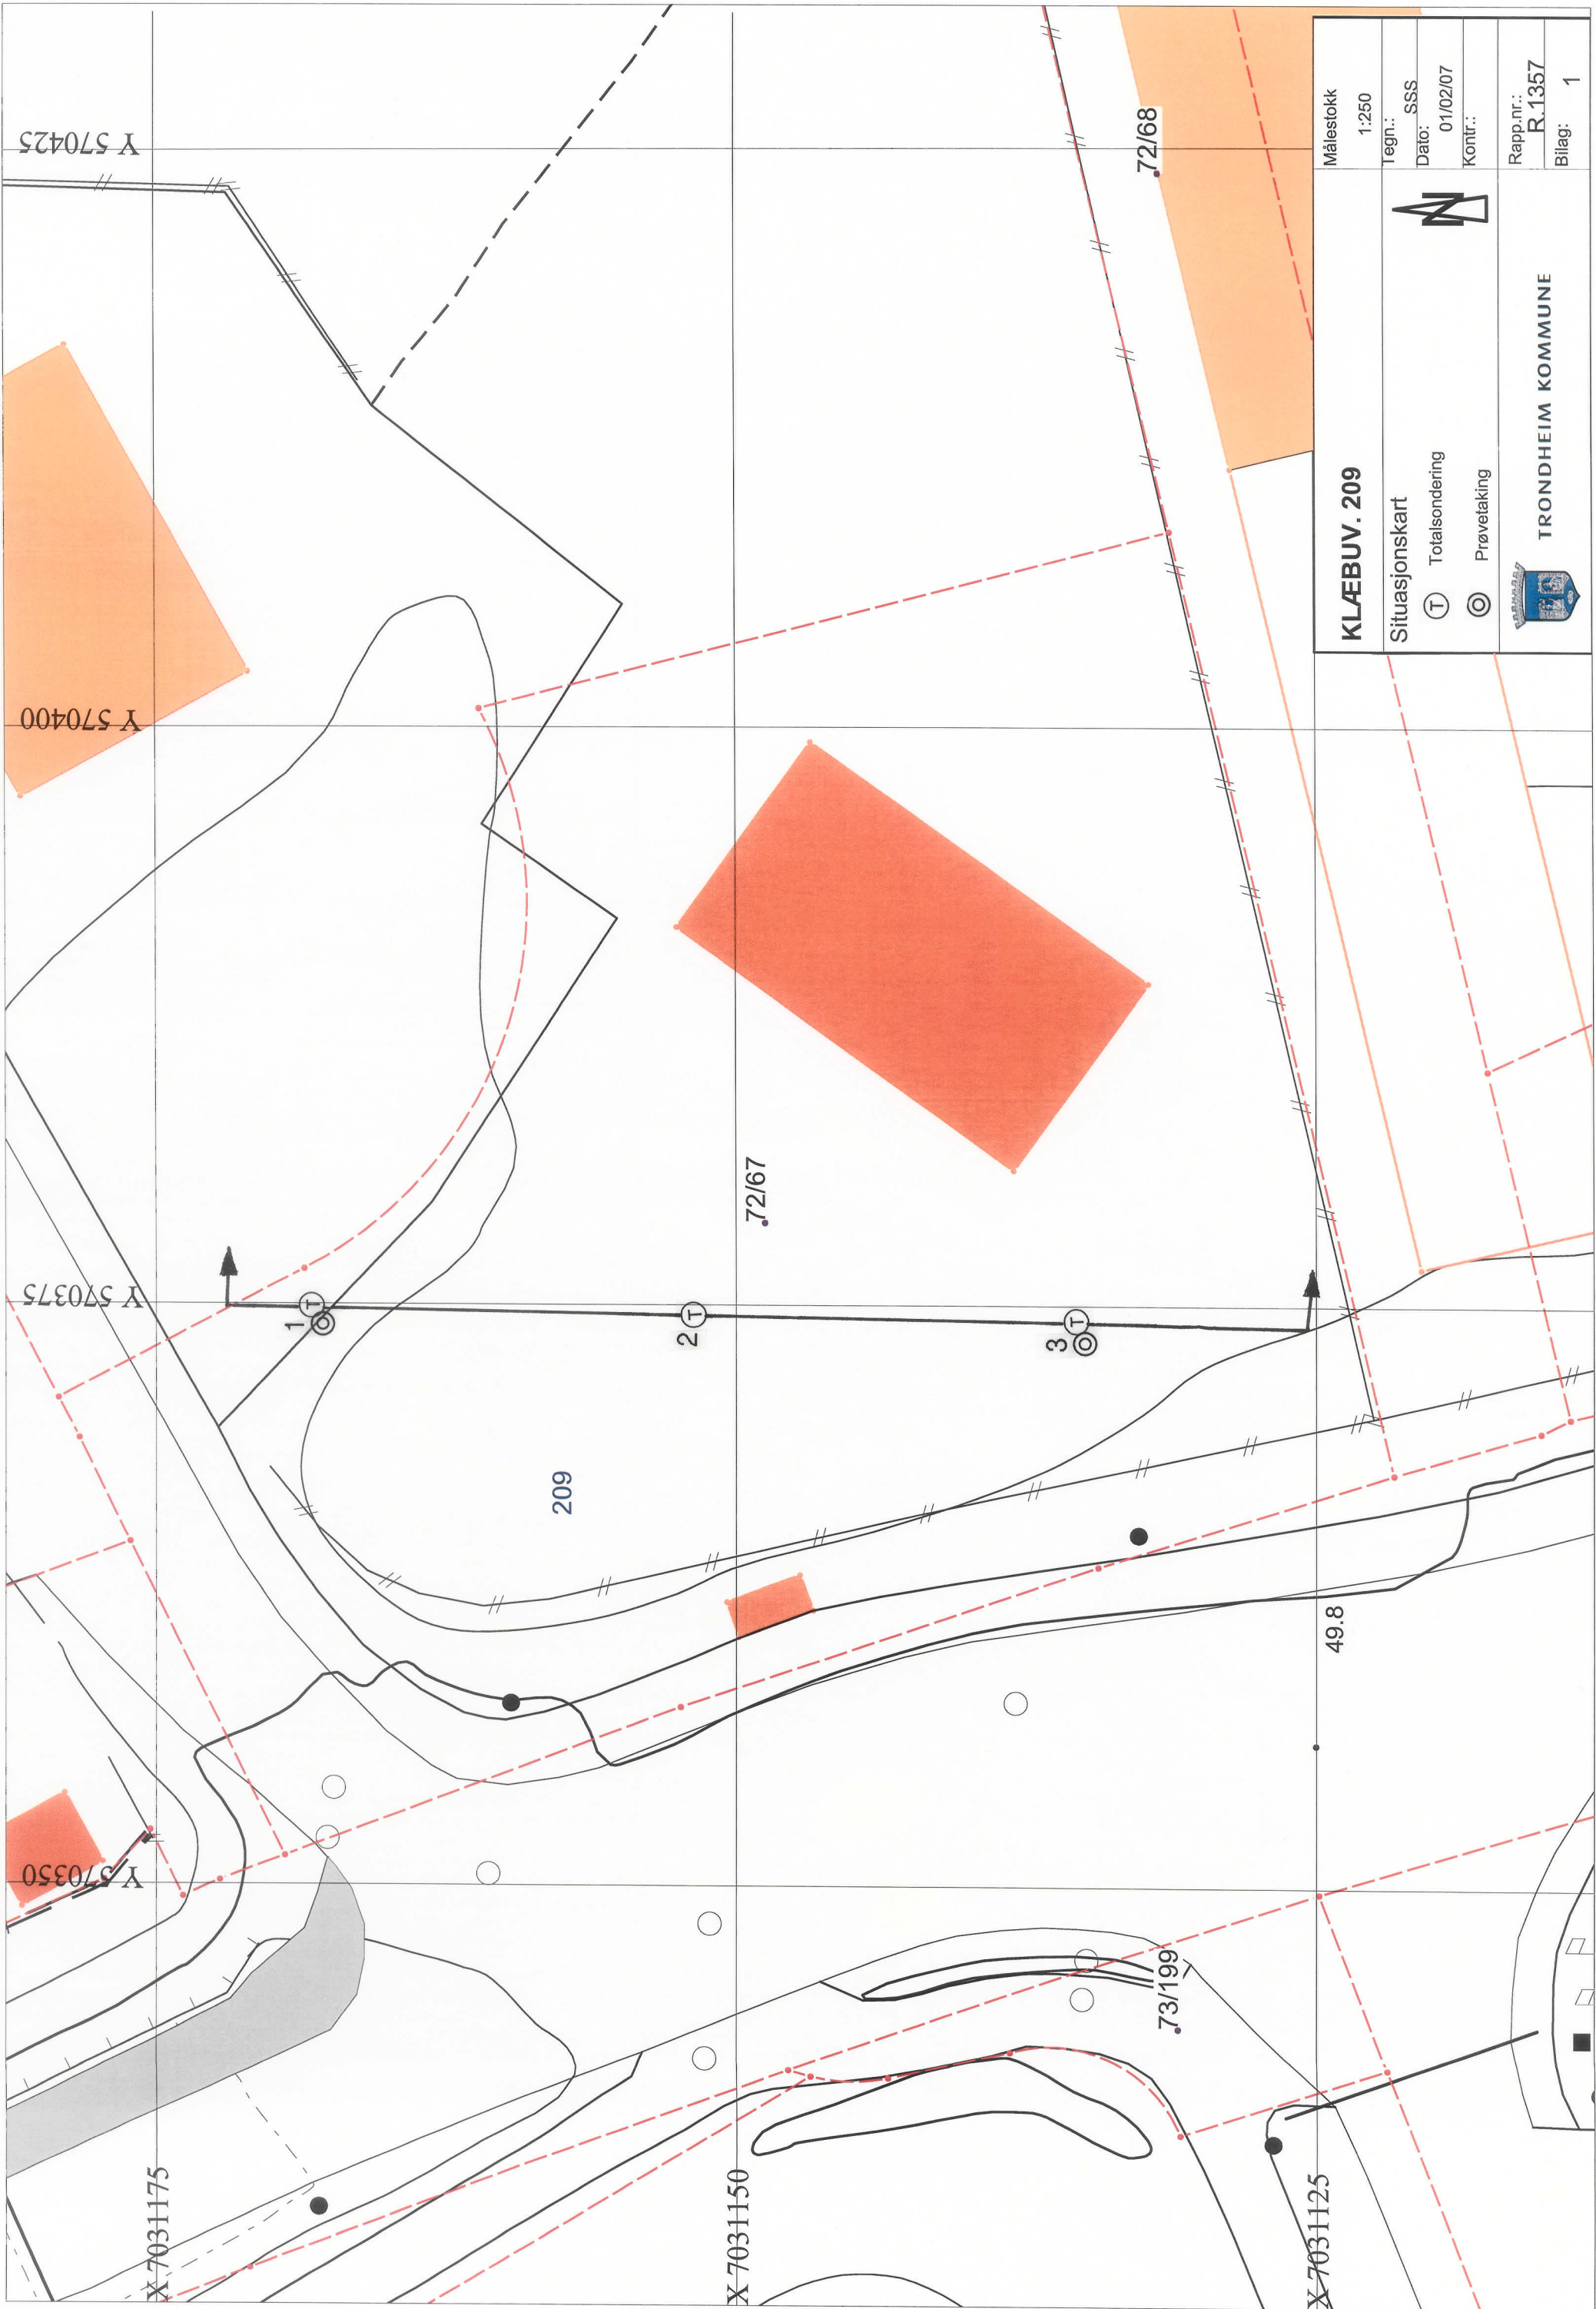 Y 570425
Y 570400
Y 570375
Y 570350
X 7031175
X 7031150
X 7031125
72/68
72/67
73/199
209
49.8
1
2
3
T
T
T
KLÆBUV. 209
Situasjonskart
T Totalsondering
Prøvetaking
N
TRONDHEIM KOMMUNE
Målestokk
1:250
Tegn.:
SSS
Dato:
01/02/07
Kontr.:
Rapp.nr.:
R.1357
Bilag:
1